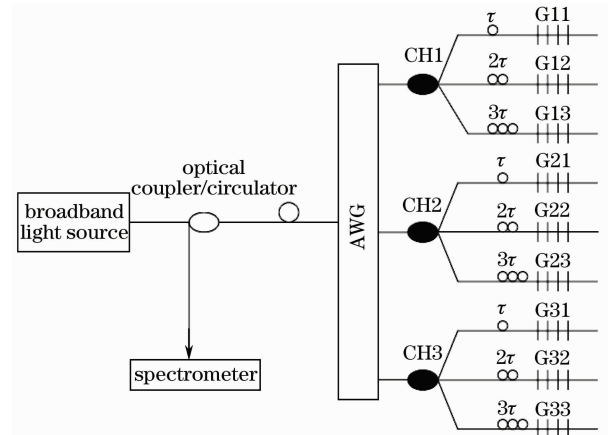 τ
G11
CH1
2τ
G12
3τ
G13
optical
coupler/circulator
broadband
light source
AWG
τ
G21
CH2
2τ
G22
3τ
G23
spectrometer
τ
G31
CH3
2τ
G32
3τ
G33